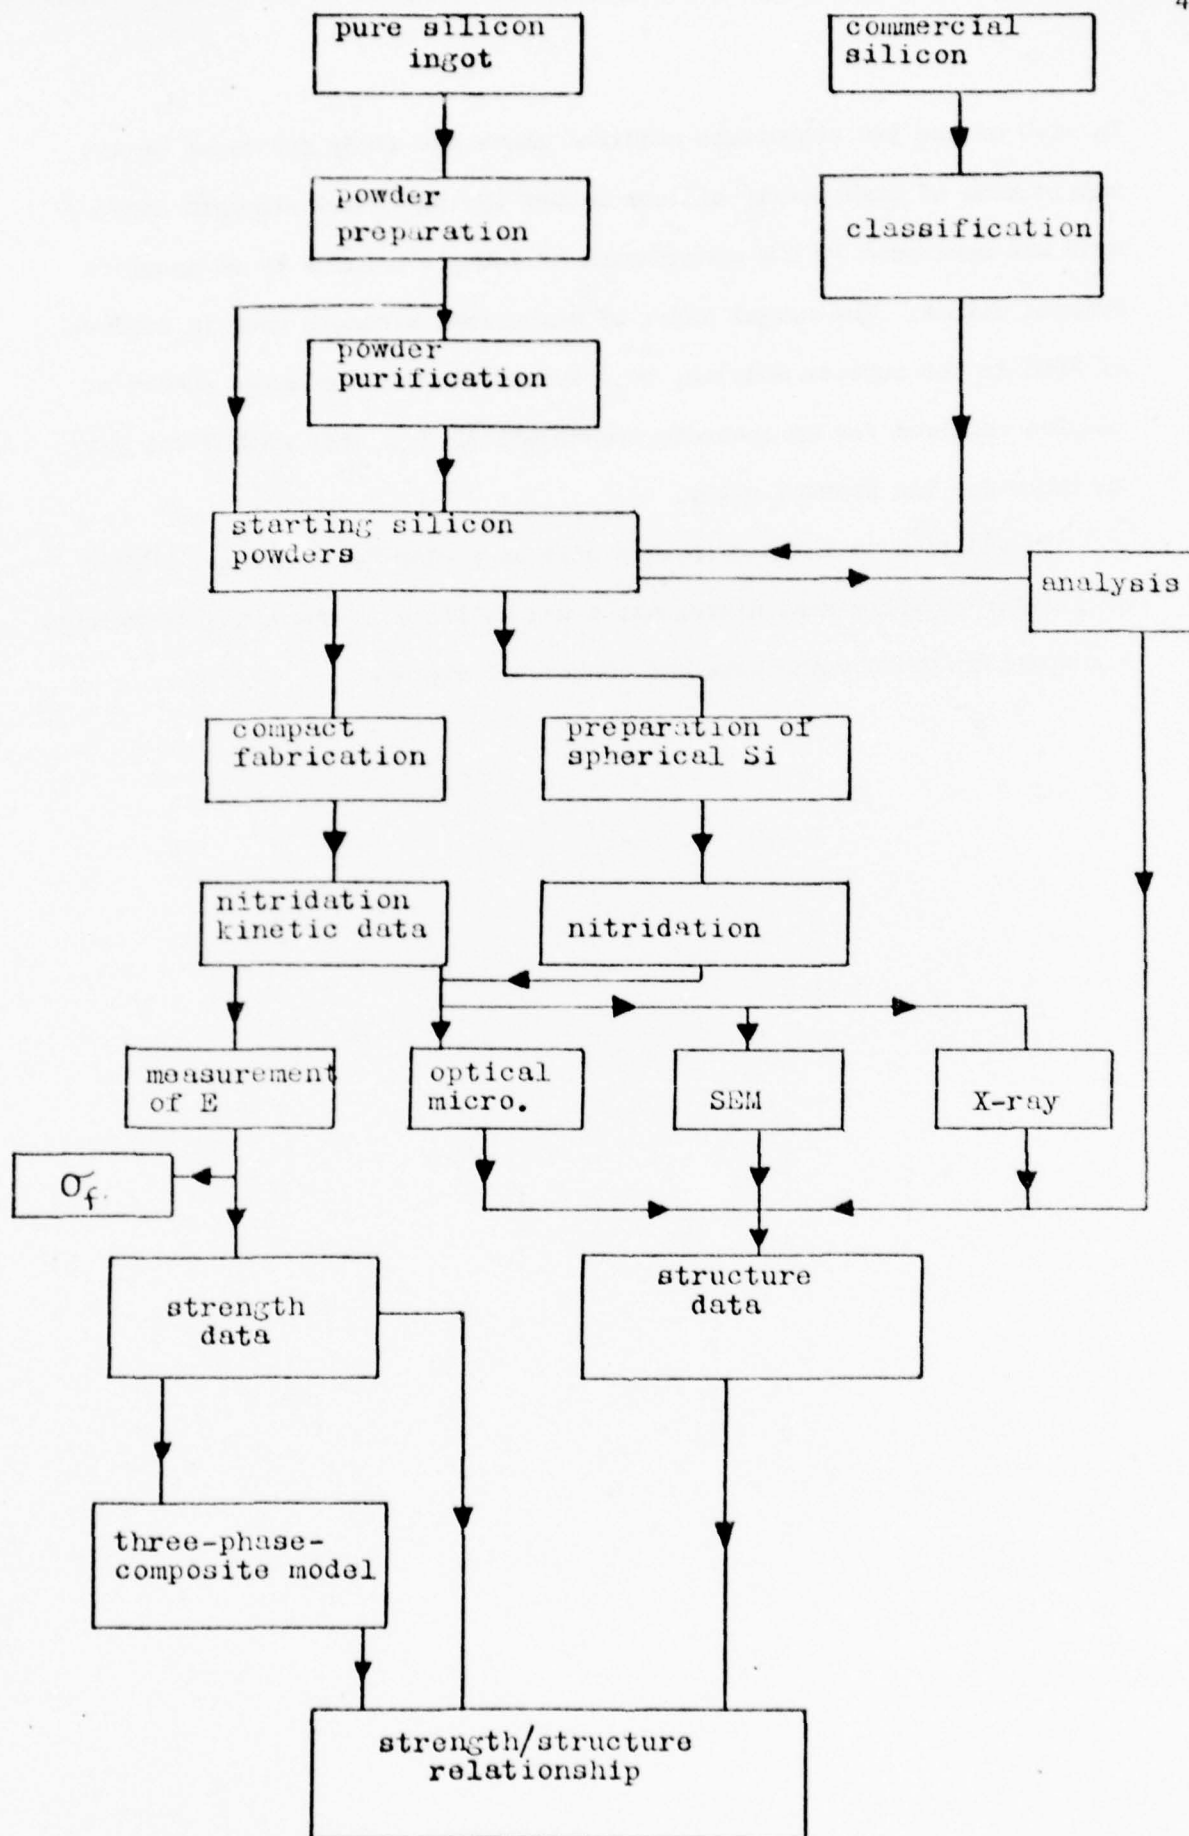 4
pure silicon
ingot
commercial
silicon
powder
preparation
classification
powder
purification
starting silicon
powders
analysis
compact
fabrication
preparation of
spherical Si
nitridation
kinetic data
nitridation
measurement
of E
optical
micro.
SEM
X-ray
σf.
strength
data
structure
data
three-phase-
composite model
strength/structure
relationship